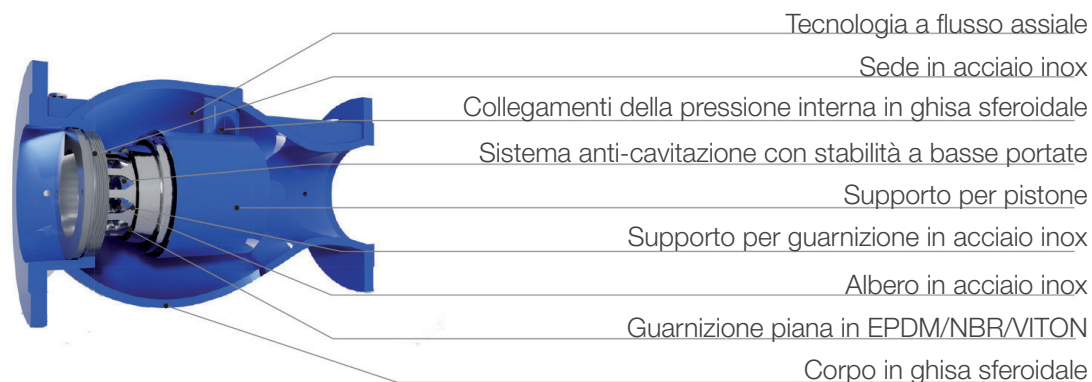 Tecnologia a flusso assiale
Sede in acciaio inox
Collegamenti della pressione interna in ghisa sferoidale
Sistema anti-cavitazione con stabilità a basse portate
Supporto per pistone
Supporto per guarnizione in acciaio inox
Albero in acciaio inox
Guarnizione piana in EPDM/NBR/VITON
Corpo in ghisa sferoidale